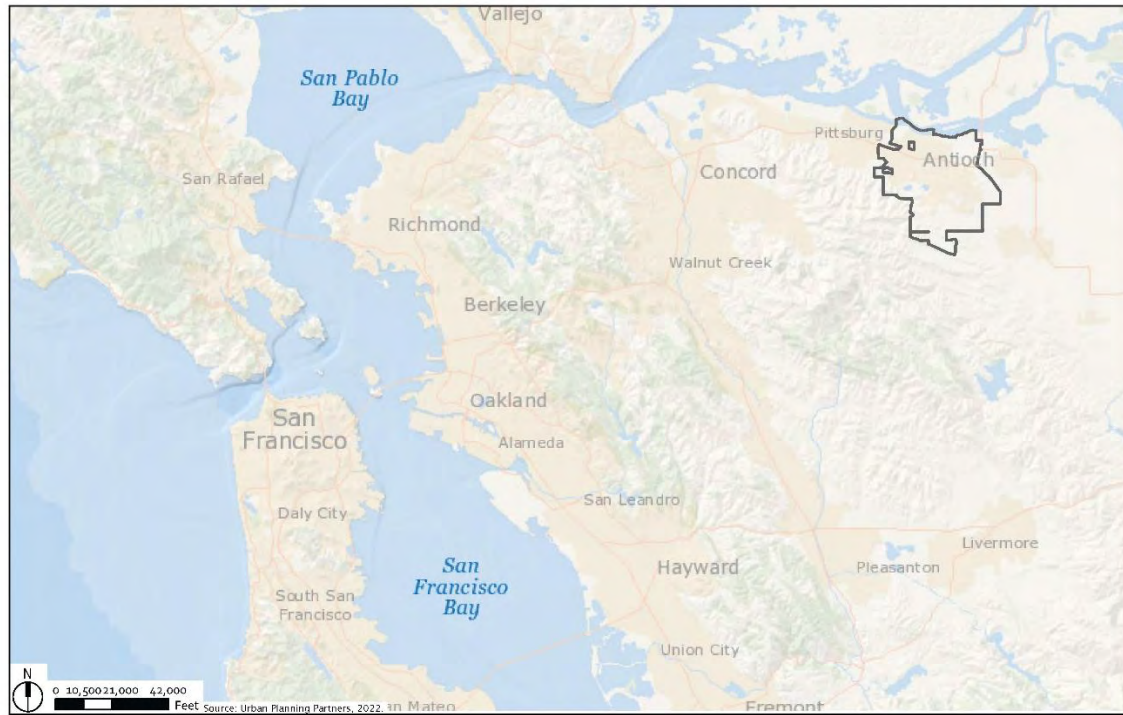 Vallejo
San Pablo
Bay
Pittsburg
Antioch
San Rafael
Concord
Richmond
Walnut Creek
Berkeley
Oakland
San
Francisco
Alameda
San Leandro
Daly City
Livermore
San
Francisco
Bay
Hayward
Pleasanton
South San
Francisco
Union City
N
0 10,500 21,000 42,000
Feet
Source: Urban Planning Partners, 2022.
an Mateo
Fremont